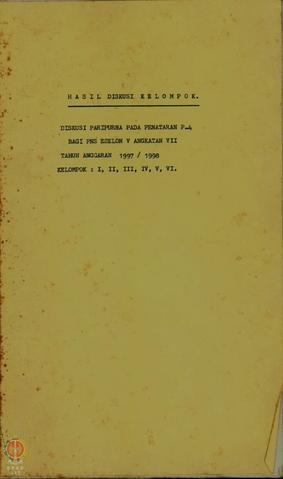 HASIL DISKUSI KELOMPOK.
DISKUSI PARIPURNA PADA PENATARAN P-4
BAGI PNS ESELON V ANGKATAN VII
TAHUN ANGGARAN 1997 / 1998
KELOMPOK : I, II, III, IV, V, VI.